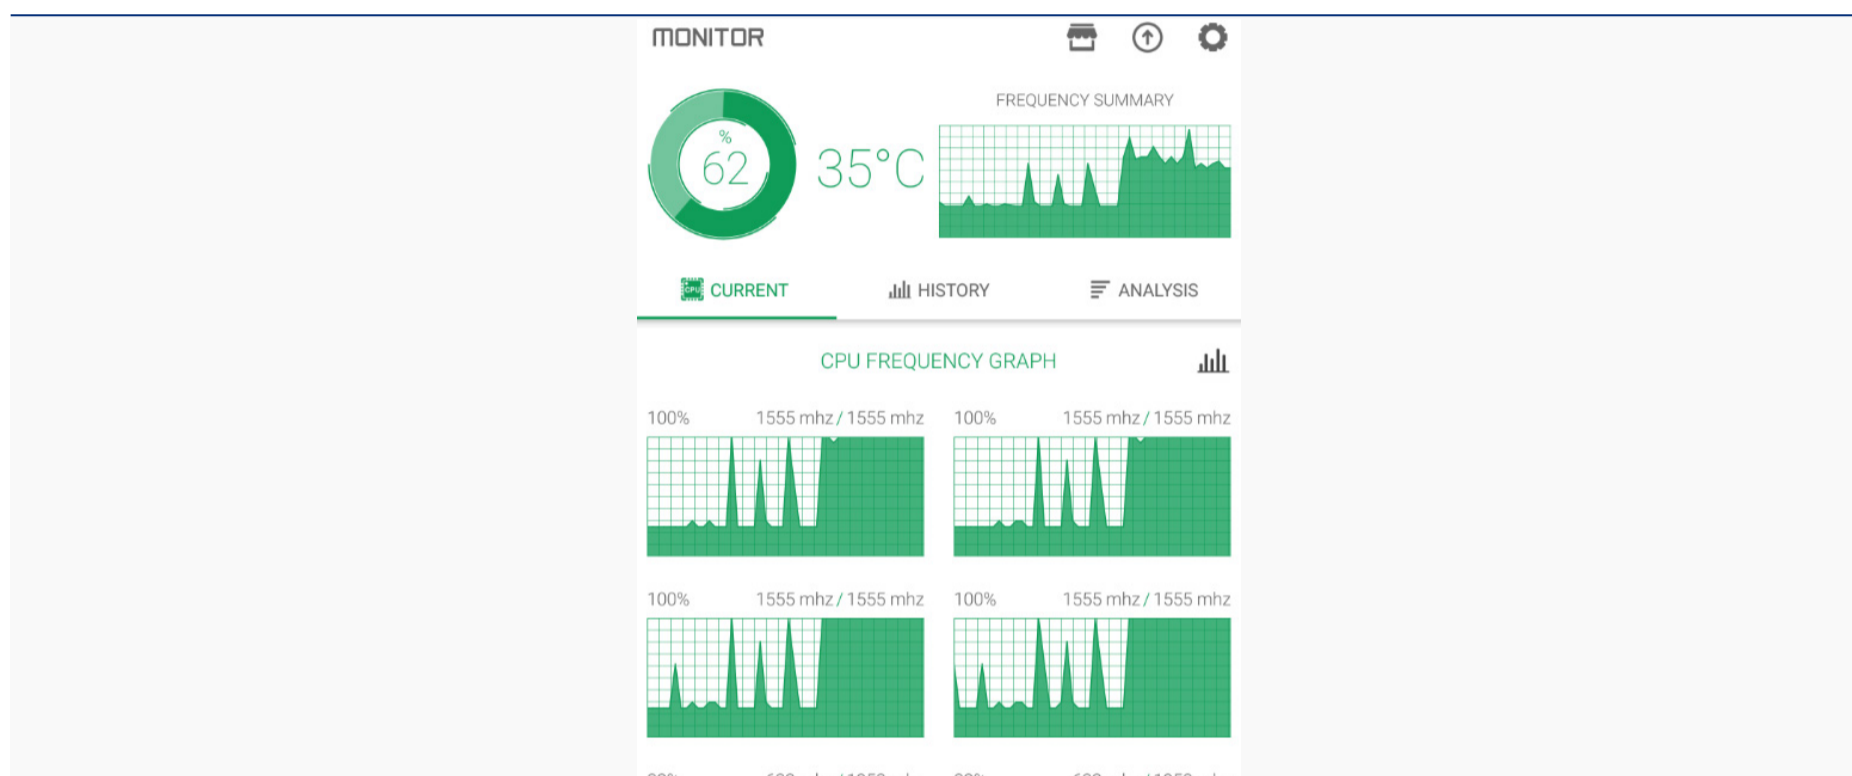 MONITOR
FREQUENCY SUMMARY
%
62
35°C
CPU
CURRENT
HISTORY
ANALYSIS
CPU FREQUENCY GRAPH
100% 1555 mhz / 1555 mhz
100% 1555 mhz / 1555 mhz
100% 1555 mhz / 1555 mhz
100% 1555 mhz / 1555 mhz